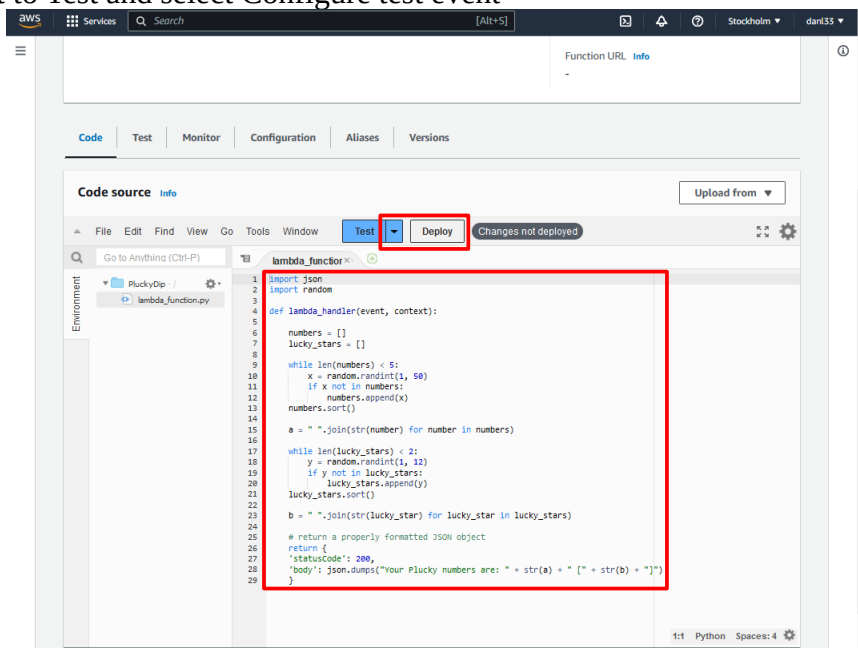 t to Test and select Configure test event
aws Services Search [Alt+S] Stockholm ▼ danl33 ▼
Function URL Info
-
Code Test Monitor Configuration Aliases Versions
Code source Info Upload from ▼
File Edit Find View Go Tools Window Test Deploy Changes not deployed
Go to Anything (Ctrl-P) lambda_function
Environment
PluckyDip - /
lambda_function.py
1 import json
2 import random
3
4 def lambda_handler(event, context):
5
6 numbers = []
7 lucky_stars = []
8
9 while len(numbers) < 5:
10 x = random.randint(1, 50)
11 if x not in numbers:
12 numbers.append(x)
13 numbers.sort()
14
15 a = " ".join(str(number) for number in numbers)
16
17 while len(lucky_stars) < 2:
18 y = random.randint(1, 12)
19 if y not in lucky_stars:
20 lucky_stars.append(y)
21 lucky_stars.sort()
22
23 b = " ".join(str(lucky_star) for lucky_star in lucky_stars)
24
25 # return a properly formatted JSON object
26 return {
27 'statusCode': 200,
28 'body': json.dumps("Your Plucky numbers are: " + str(a) + " [" + str(b) + "]")
29 }
1:1 Python Spaces: 4